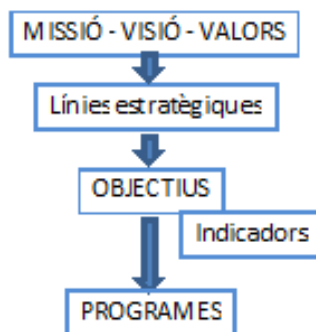 MISSIÓ - VISIÓ - VALORS
Línies estratègiques
OBJECTIUS
Indicadors
PROGRAMES